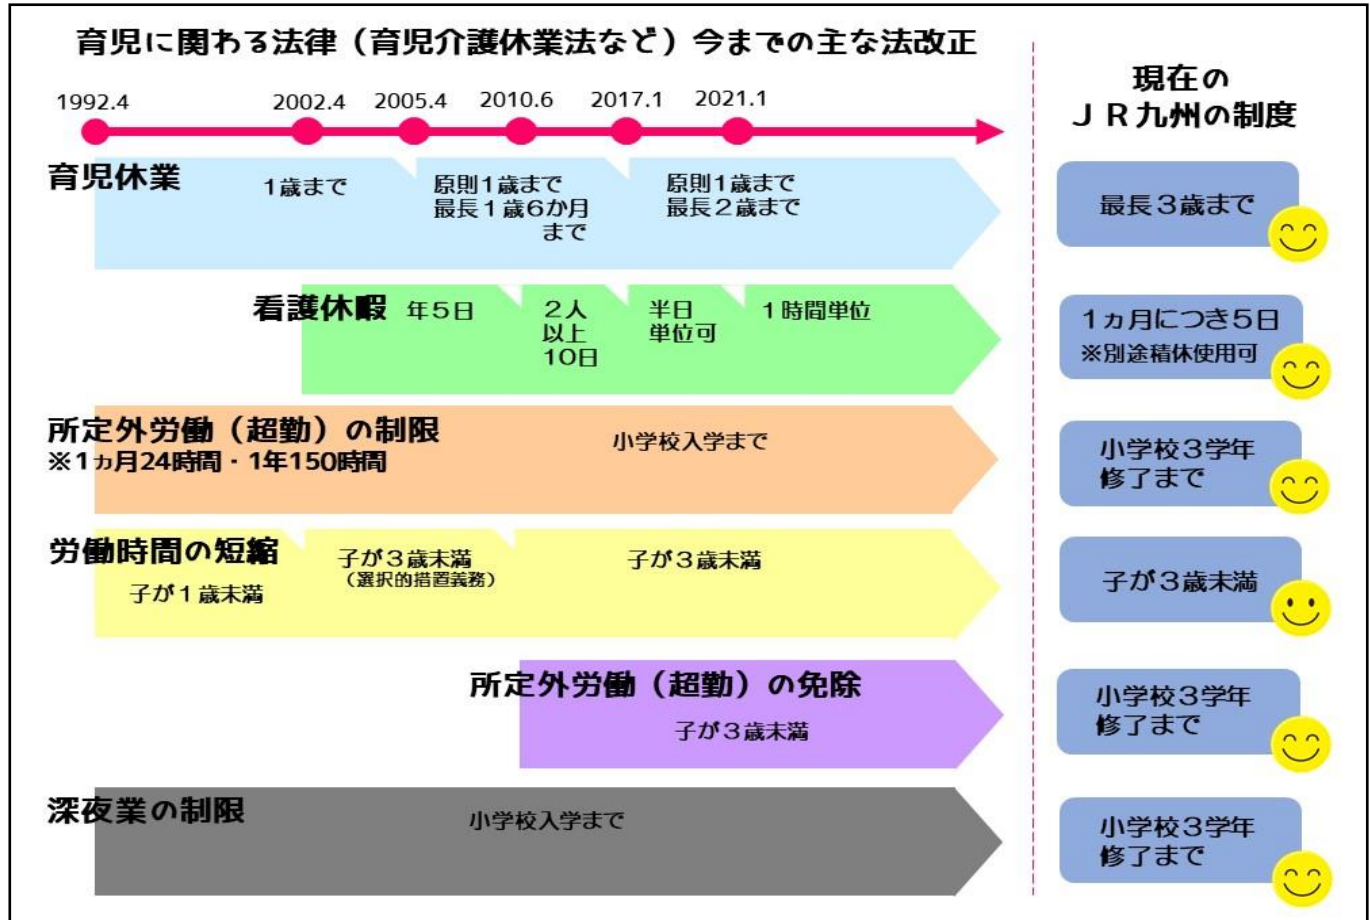 育児に関わる法律（育児介護休業法など）今までの主な法改正
1992.4 2002.4 2005.4 2010.6 2017.1 2021.1
育児休業
1歳まで
原則1歳まで
最長１歳６か月
まで
原則1歳まで
最長２歳まで
看護休暇
年５日
２人
以上
10日
半日
単位可
１時間単位
所定外労働（超勤）の制限
※１ヵ月24時間・1年150時間
小学校入学まで
労働時間の短縮
子が１歳未満
子が３歳未満
（選択的措置義務）
子が３歳未満
所定外労働（超勤）の免除
子が３歳未満
深夜業の制限
小学校入学まで
現在の
ＪＲ九州の制度
最長３歳まで
１ヵ月につき５日
※別途積休使用可
小学校３学年
修了まで
子が３歳未満
小学校３学年
修了まで
小学校３学年
修了まで